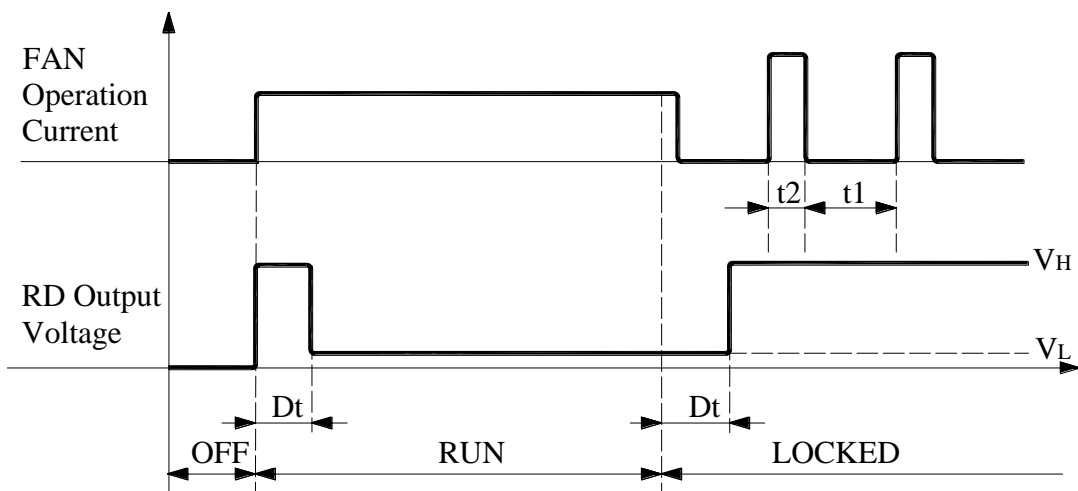 FAN
Operation
Current
t2
t1
VH
RD Output
Voltage
VL
Dt
Dt
OFF
RUN
LOCKED